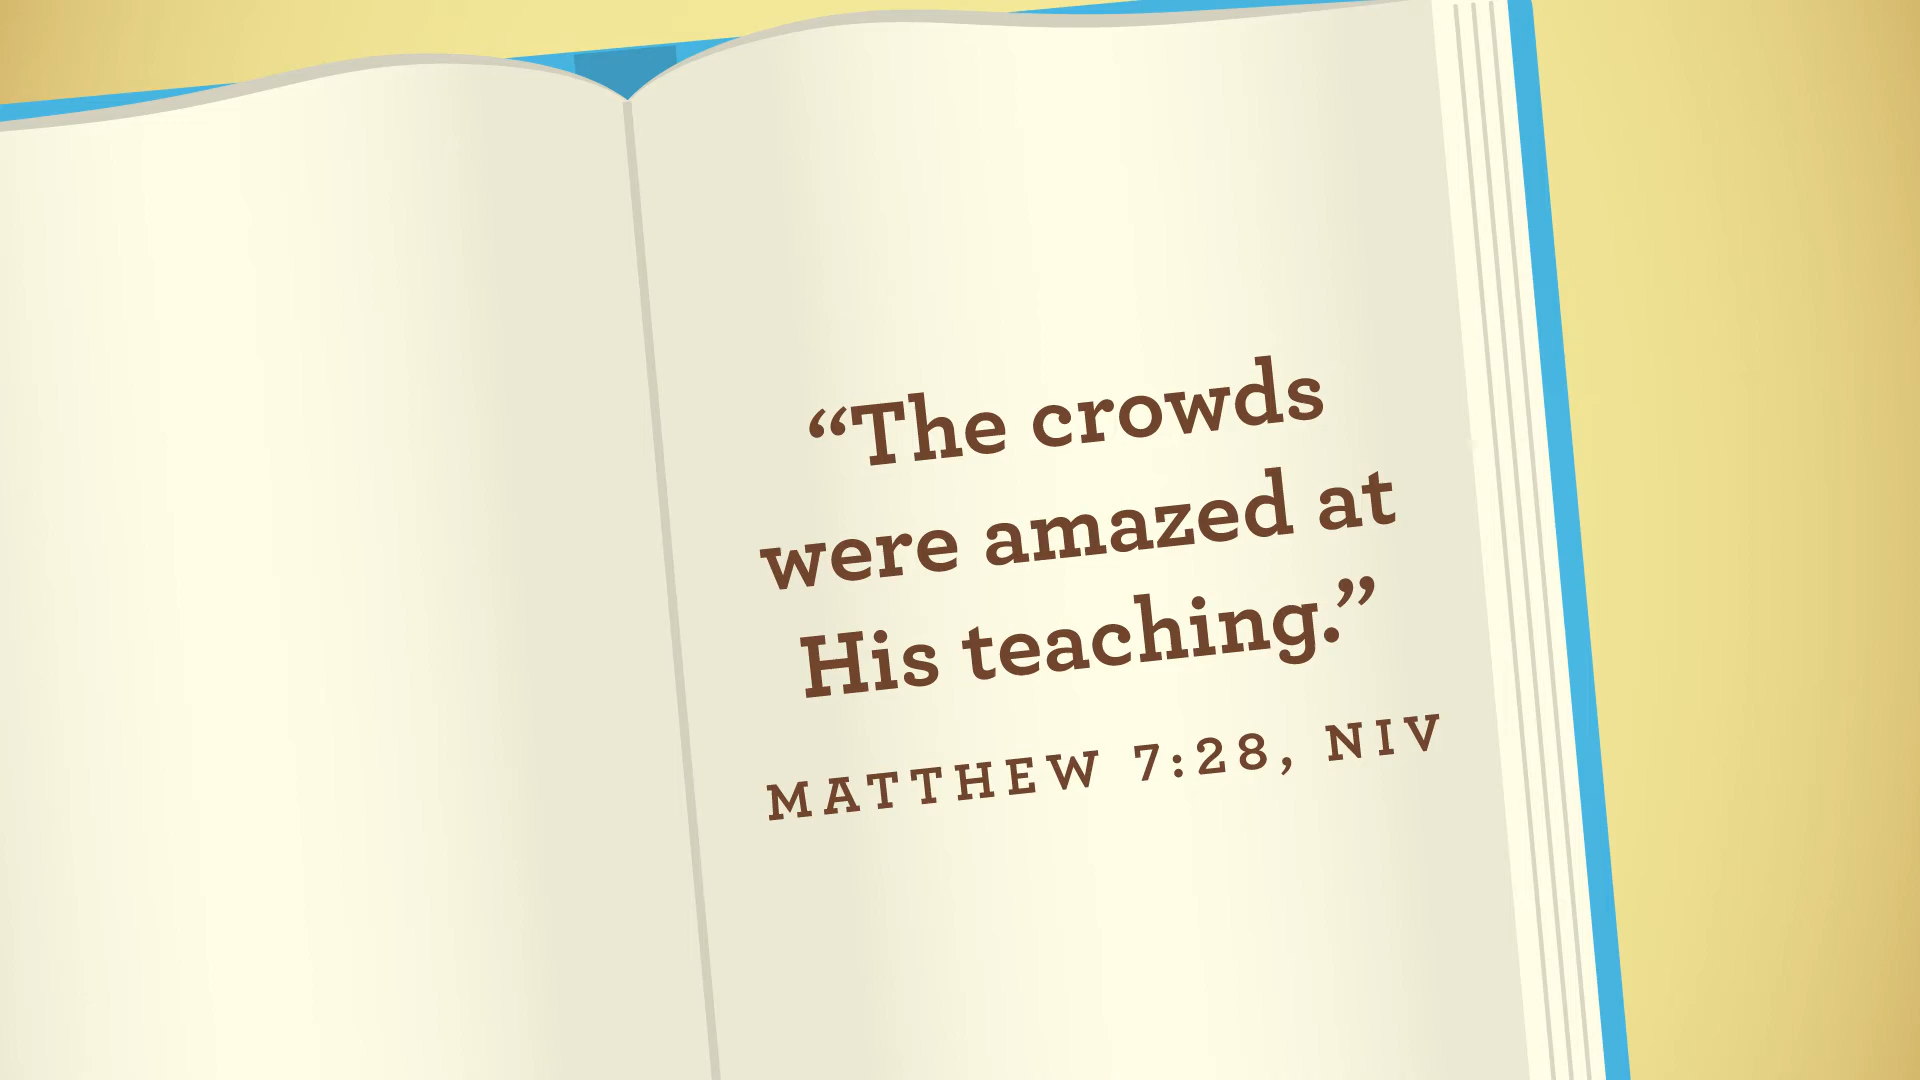 “The crowds
were amazed at
His teaching.”
MATTHEW 7:28, NIV